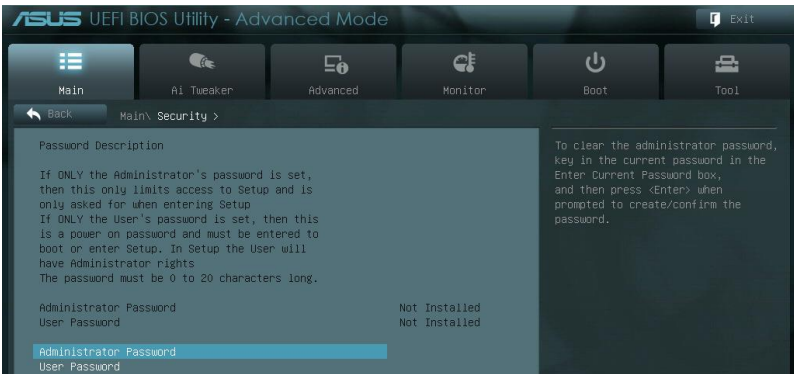 ASUS UEFI BIOS Utility - Advanced Mode
Exit
Main
Ai Tweaker
Advanced
Monitor
Boot
Tool
Back
Main\ Security >
Password Description
If ONLY the Administrator's password is set,
then this only limits access to Setup and is
only asked for when entering Setup
If ONLY the User's password is set, then this
is a power on password and must be entered to
boot or enter Setup. In Setup the User will
have Administrator rights
The password must be 0 to 20 characters long.
Administrator Password Not Installed
User Password Not Installed
Administrator Password
User Password
To clear the administrator password,
key in the current password in the
Enter Current Password box,
and then press <Enter> when
prompted to create/confirm the
password.